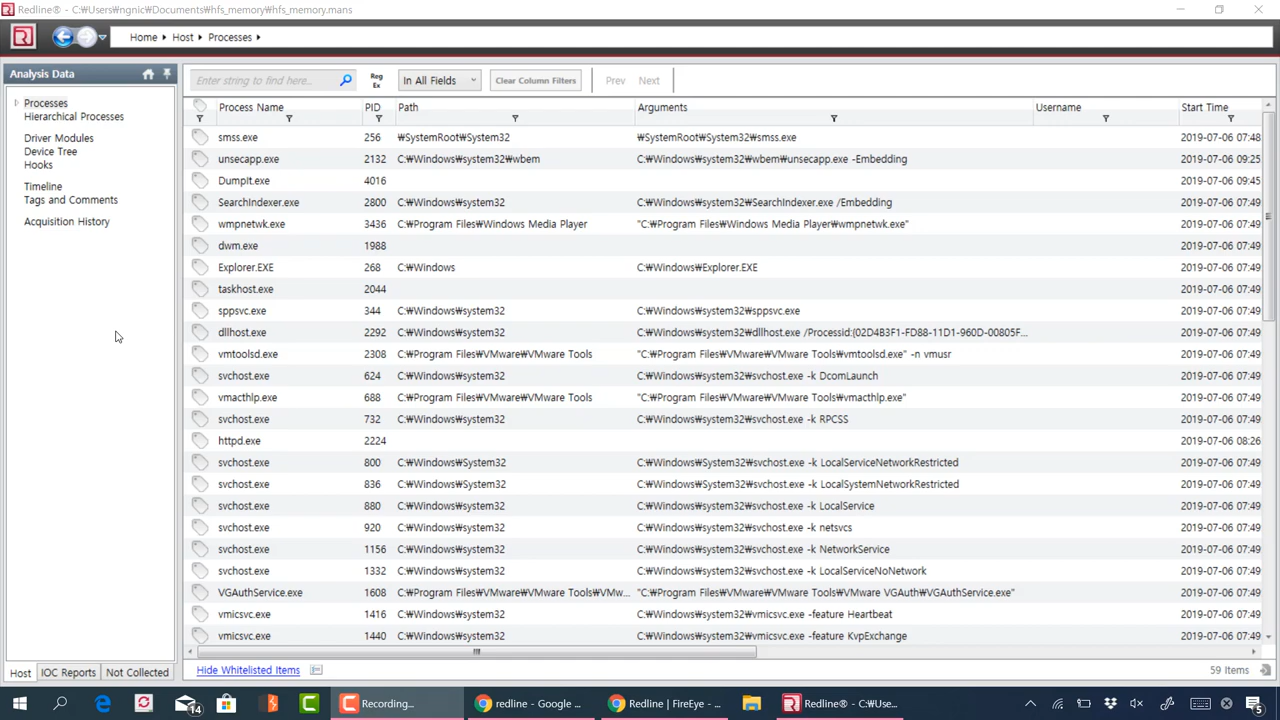 Redline® - C:₩Users₩ngnic₩Documents₩hfs_memory₩hfs_memory.mans
Home Host Processes
Analysis Data
Enter string to find here...
Reg
Ex
In All Fields
Clear Column Filters
Prev Next
Processes
Hierarchical Processes
Driver Modules
Device Tree
Hooks
Timeline
Tags and Comments
Acquisition History
Process Name PID Path Arguments Username Start Time
smss.exe 256 ₩SystemRoot₩System32 ₩SystemRoot₩System32₩smss.exe 2019-07-06 07:48
unsecapp.exe 2132 C:₩Windows₩system32₩wbem C:₩Windows₩system32₩wbem₩unsecapp.exe -Embedding 2019-07-06 09:25
DumpIt.exe 4016 2019-07-06 09:45
SearchIndexer.exe 2800 C:₩Windows₩system32 C:₩Windows₩system32₩SearchIndexer.exe /Embedding 2019-07-06 07:49
wmpnetwk.exe 3436 C:₩Program Files₩Windows Media Player "C:₩Program Files₩Windows Media Player₩wmpnetwk.exe" 2019-07-06 07:49
dwm.exe 1988 2019-07-06 07:49
Explorer.EXE 268 C:₩Windows C:₩Windows₩Explorer.EXE 2019-07-06 07:49
taskhost.exe 2044 2019-07-06 07:49
sppsvc.exe 344 C:₩Windows₩system32 C:₩Windows₩system32₩sppsvc.exe 2019-07-06 07:49
dllhost.exe 2292 C:₩Windows₩system32 C:₩Windows₩system32₩dllhost.exe /Processid:{02D4B3F1-FD88-11D1-960D-00805F... 2019-07-06 07:49
vmtoolsd.exe 2308 C:₩Program Files₩VMware₩VMware Tools "C:₩Program Files₩VMware₩VMware Tools₩vmtoolsd.exe" -n vmusr 2019-07-06 07:49
svchost.exe 624 C:₩Windows₩system32 C:₩Windows₩system32₩svchost.exe -k DcomLaunch 2019-07-06 07:49
vmacthlp.exe 688 C:₩Program Files₩VMware₩VMware Tools "C:₩Program Files₩VMware₩VMware Tools₩vmacthlp.exe" 2019-07-06 07:49
svchost.exe 732 C:₩Windows₩system32 C:₩Windows₩system32₩svchost.exe -k RPCSS 2019-07-06 07:49
httpd.exe 2224 2019-07-06 08:26
svchost.exe 800 C:₩Windows₩System32 C:₩Windows₩System32₩svchost.exe -k LocalServiceNetworkRestricted 2019-07-06 07:49
svchost.exe 836 C:₩Windows₩System32 C:₩Windows₩System32₩svchost.exe -k LocalSystemNetworkRestricted 2019-07-06 07:49
svchost.exe 880 C:₩Windows₩system32 C:₩Windows₩system32₩svchost.exe -k LocalService 2019-07-06 07:49
svchost.exe 920 C:₩Windows₩system32 C:₩Windows₩system32₩svchost.exe -k netsvcs 2019-07-06 07:49
svchost.exe 1156 C:₩Windows₩system32 C:₩Windows₩system32₩svchost.exe -k NetworkService 2019-07-06 07:49
svchost.exe 1332 C:₩Windows₩system32 C:₩Windows₩system32₩svchost.exe -k LocalServiceNoNetwork 2019-07-06 07:49
VGAuthService.exe 1608 C:₩Program Files₩VMware₩VMware Tools₩VMw... "C:₩Program Files₩VMware₩VMware Tools₩VMware VGAuth₩VGAuthService.exe" 2019-07-06 07:49
vmicsvc.exe 1416 C:₩Windows₩system32 C:₩Windows₩system32₩vmicsvc.exe -feature Heartbeat 2019-07-06 07:49
vmicsvc.exe 1440 C:₩Windows₩system32 C:₩Windows₩system32₩vmicsvc.exe -feature KvpExchange 2019-07-06 07:49
Hide Whitelisted Items 59 Items
Host IOC Reports Not Collected
14 Recording... redline - Google ... Redline | FireEye - ... Redline® - C:₩Use... 5